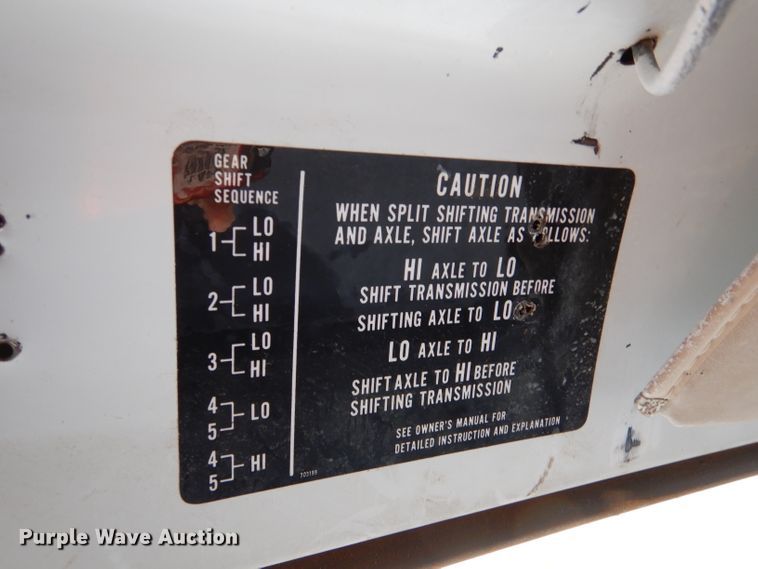 GEAR
SHIFT
SEQUENCE
1 LO
HI
2 LO
HI
3 LO
HI
4
5 LO
4
5 HI
CAUTION
WHEN SPLIT SHIFTING TRANSMISSION
AND AXLE, SHIFT AXLE AS FOLLOWS:
HI AXLE TO LO
SHIFT TRANSMISSION BEFORE
SHIFTING AXLE TO LO
LO AXLE TO HI
SHIFT AXLE TO HI BEFORE
SHIFTING TRANSMISSION
SEE OWNER'S MANUAL FOR
DETAILED INSTRUCTION AND EXPLANATION
Purple Wave Auction